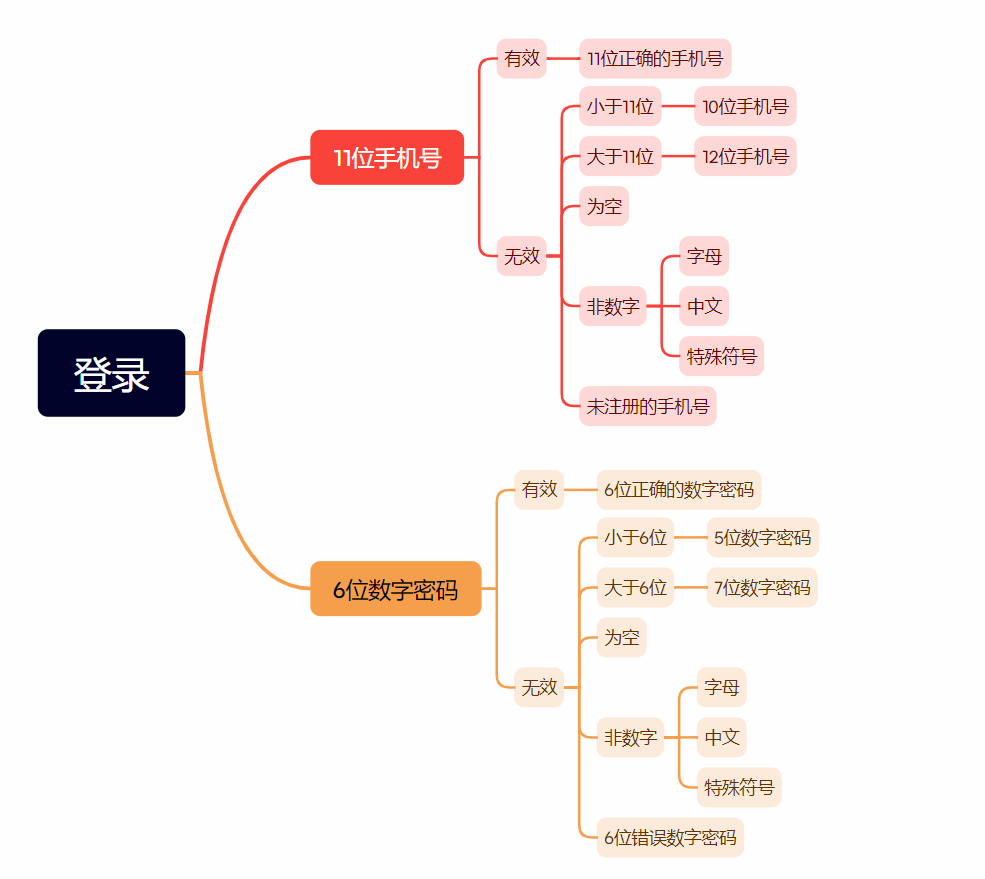 登录
11位手机号
有效
11位正确的手机号
无效
小于11位
10位手机号
大于11位
12位手机号
为空
非数字
字母
中文
特殊符号
未注册的手机号
6位数字密码
有效
6位正确的数字密码
无效
小于6位
5位数字密码
大于6位
7位数字密码
为空
非数字
字母
中文
特殊符号
6位错误数字密码